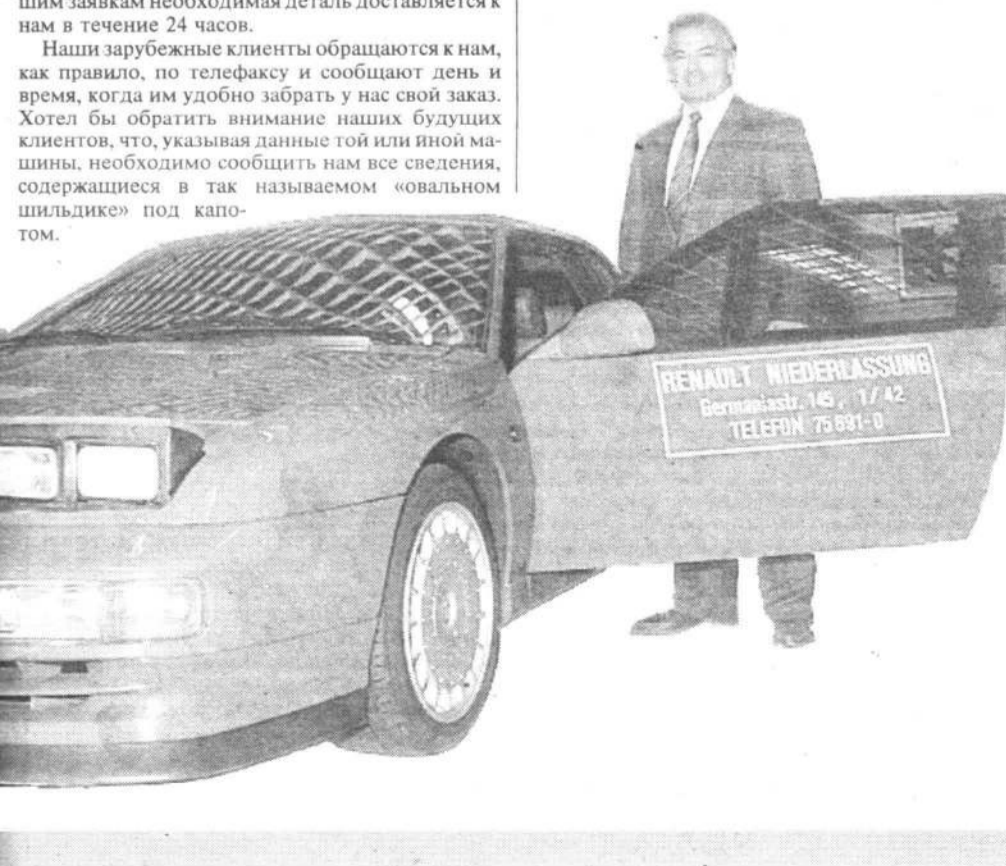 шим заявкам необходимая деталь доставляется к
нам в течение 24 часов.
Наши зарубежные клиенты обращаются к нам,
как правило, по телефаксу и сообщают день и
время, когда им удобно забрать у нас свой заказ.
Хотел бы обратить внимание наших будущих
клиентов, что, указывая данные той или иной ма-
шины, необходимо сообщить нам все сведения,
содержащиеся в так называемом «овальном
шильдике» под капо-
том.
RENAULT NIEDERLASSUNG
Germaniastr. 145, 1/42
TELEFON 75 691-0